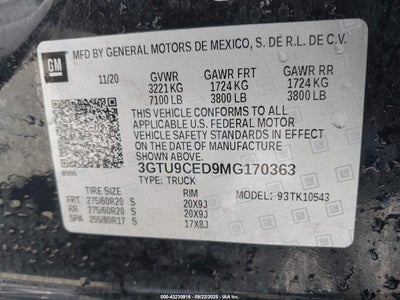 GM
MFD BY GENERAL MOTORS DE MEXICO, S. DE R.L. DE C.V.
11/20 GVWR GAWR FRT GAWR RR
3221 KG 1724 KG 1724 KG
7100 LB 3800 LB 3800 LB
THIS VEHICLE CONFORMS TO ALL
APPLICABLE U.S. FEDERAL MOTOR
VEHICLE SAFETY STANDARDS IN EFFECT
ON THE DATE OF MANUFACTURE
SHOWN ABOVE.
3GTU9CED9MG170363
TYPE: TRUCK
TIRE SIZE RIM MODEL: 93TK10543
FRT 275/60R20 S 20X9J
RR 275/60R20 S 20X9J
SPA 255/80R17 S 17X8J
IAA 000-43230916 - (09/22/2025) - IAAI.COM